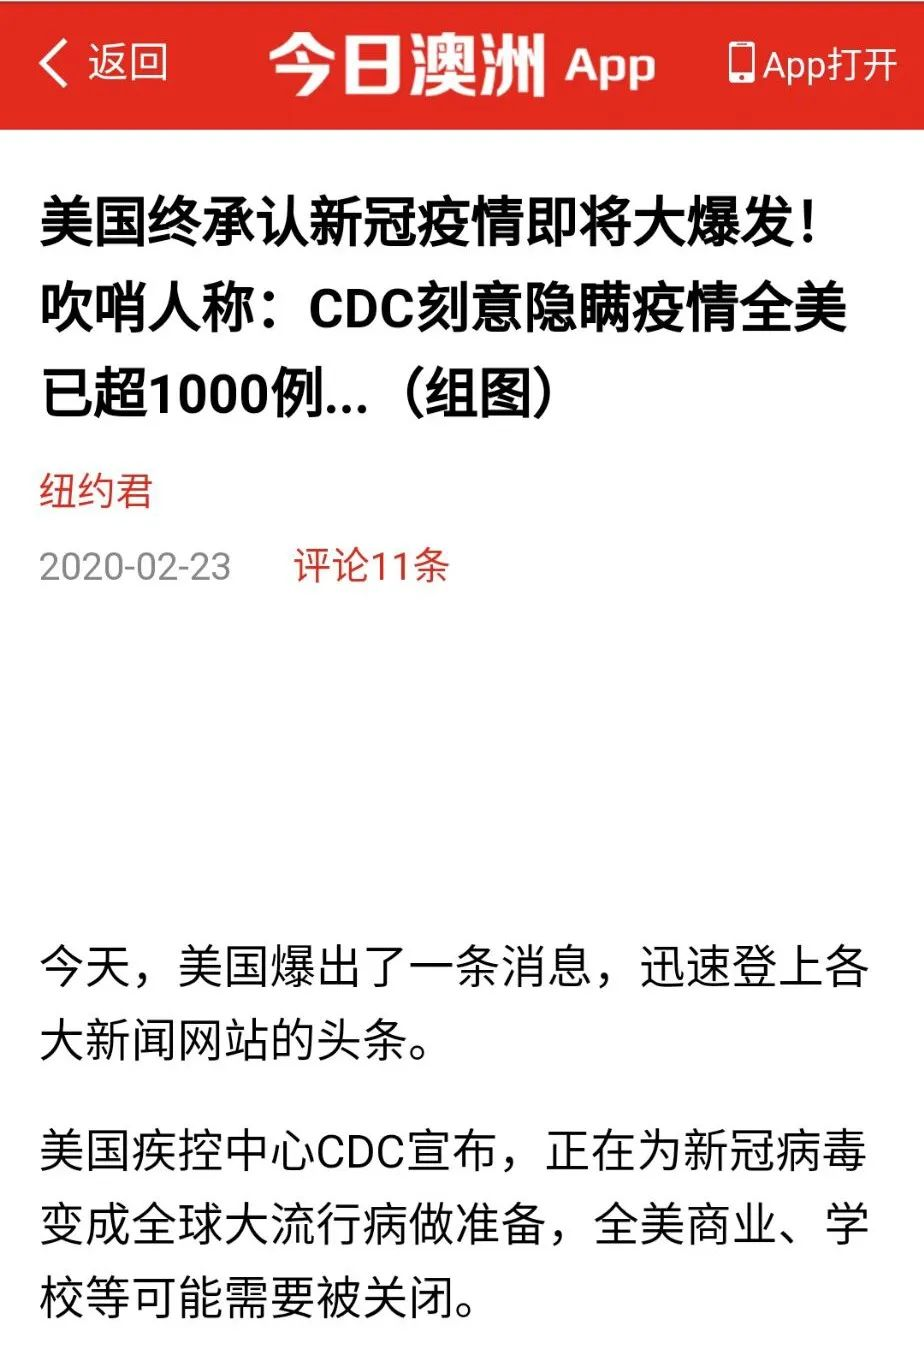 返回 今日澳洲 App App打开
美国终承认新冠疫情即将大爆发！
吹哨人称：CDC刻意隐瞒疫情全美
已超1000例...（组图）
纽约君
2020-02-23 评论11条
今天，美国爆出了一条消息，迅速登上各
大新闻网站的头条。
美国疾控中心CDC宣布，正在为新冠病毒
变成全球大流行病做准备，全美商业、学
校等可能需要被关闭。